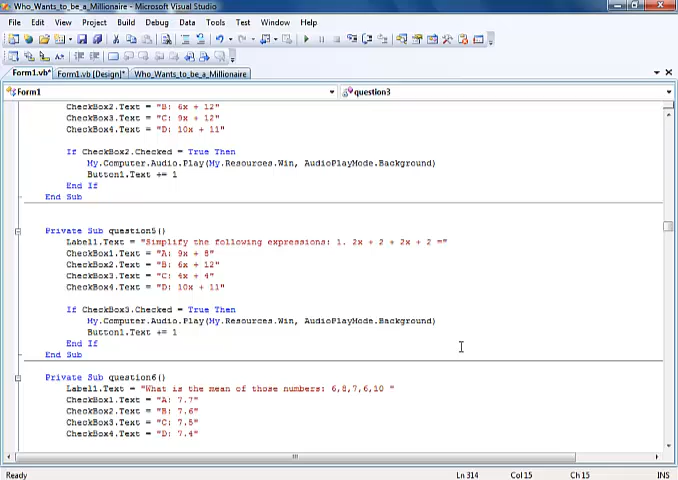 Who_Wants_to_be_a_Millionaire - Microsoft Visual Studio
File Edit View Project Build Debug Data Tools Test Window Help
Form1.vb* Form1.vb [Design]* Who_Wants_to_be_a_Millionaire
Form1 question3
CheckBox2.Text = "B: 6x + 12"
CheckBox3.Text = "C: 9x + 12"
CheckBox4.Text = "D: 10x + 11"
If CheckBox2.Checked = True Then
My.Computer.Audio.Play(My.Resources.Win, AudioPlayMode.Background)
Button1.Text += 1
End If
End Sub
Private Sub question5()
Label1.Text = "Simplify the following expressions: 1. 2x + 2 + 2x + 2 ="
CheckBox1.Text = "A: 9x + 8"
CheckBox2.Text = "B: 6x + 12"
CheckBox3.Text = "C: 4x + 4"
CheckBox4.Text = "D: 10x + 11"
If CheckBox3.Checked = True Then
My.Computer.Audio.Play(My.Resources.Win, AudioPlayMode.Background)
Button1.Text += 1
End If
End Sub
Private Sub question6()
Label1.Text = "What is the mean of those numbers: 6,8,7,6,10 "
CheckBox1.Text = "A: 7.7"
CheckBox2.Text = "B: 7.6"
CheckBox3.Text = "C: 7.5"
CheckBox4.Text = "D: 7.4"
Ready Ln 314 Col 15 Ch 15 INS